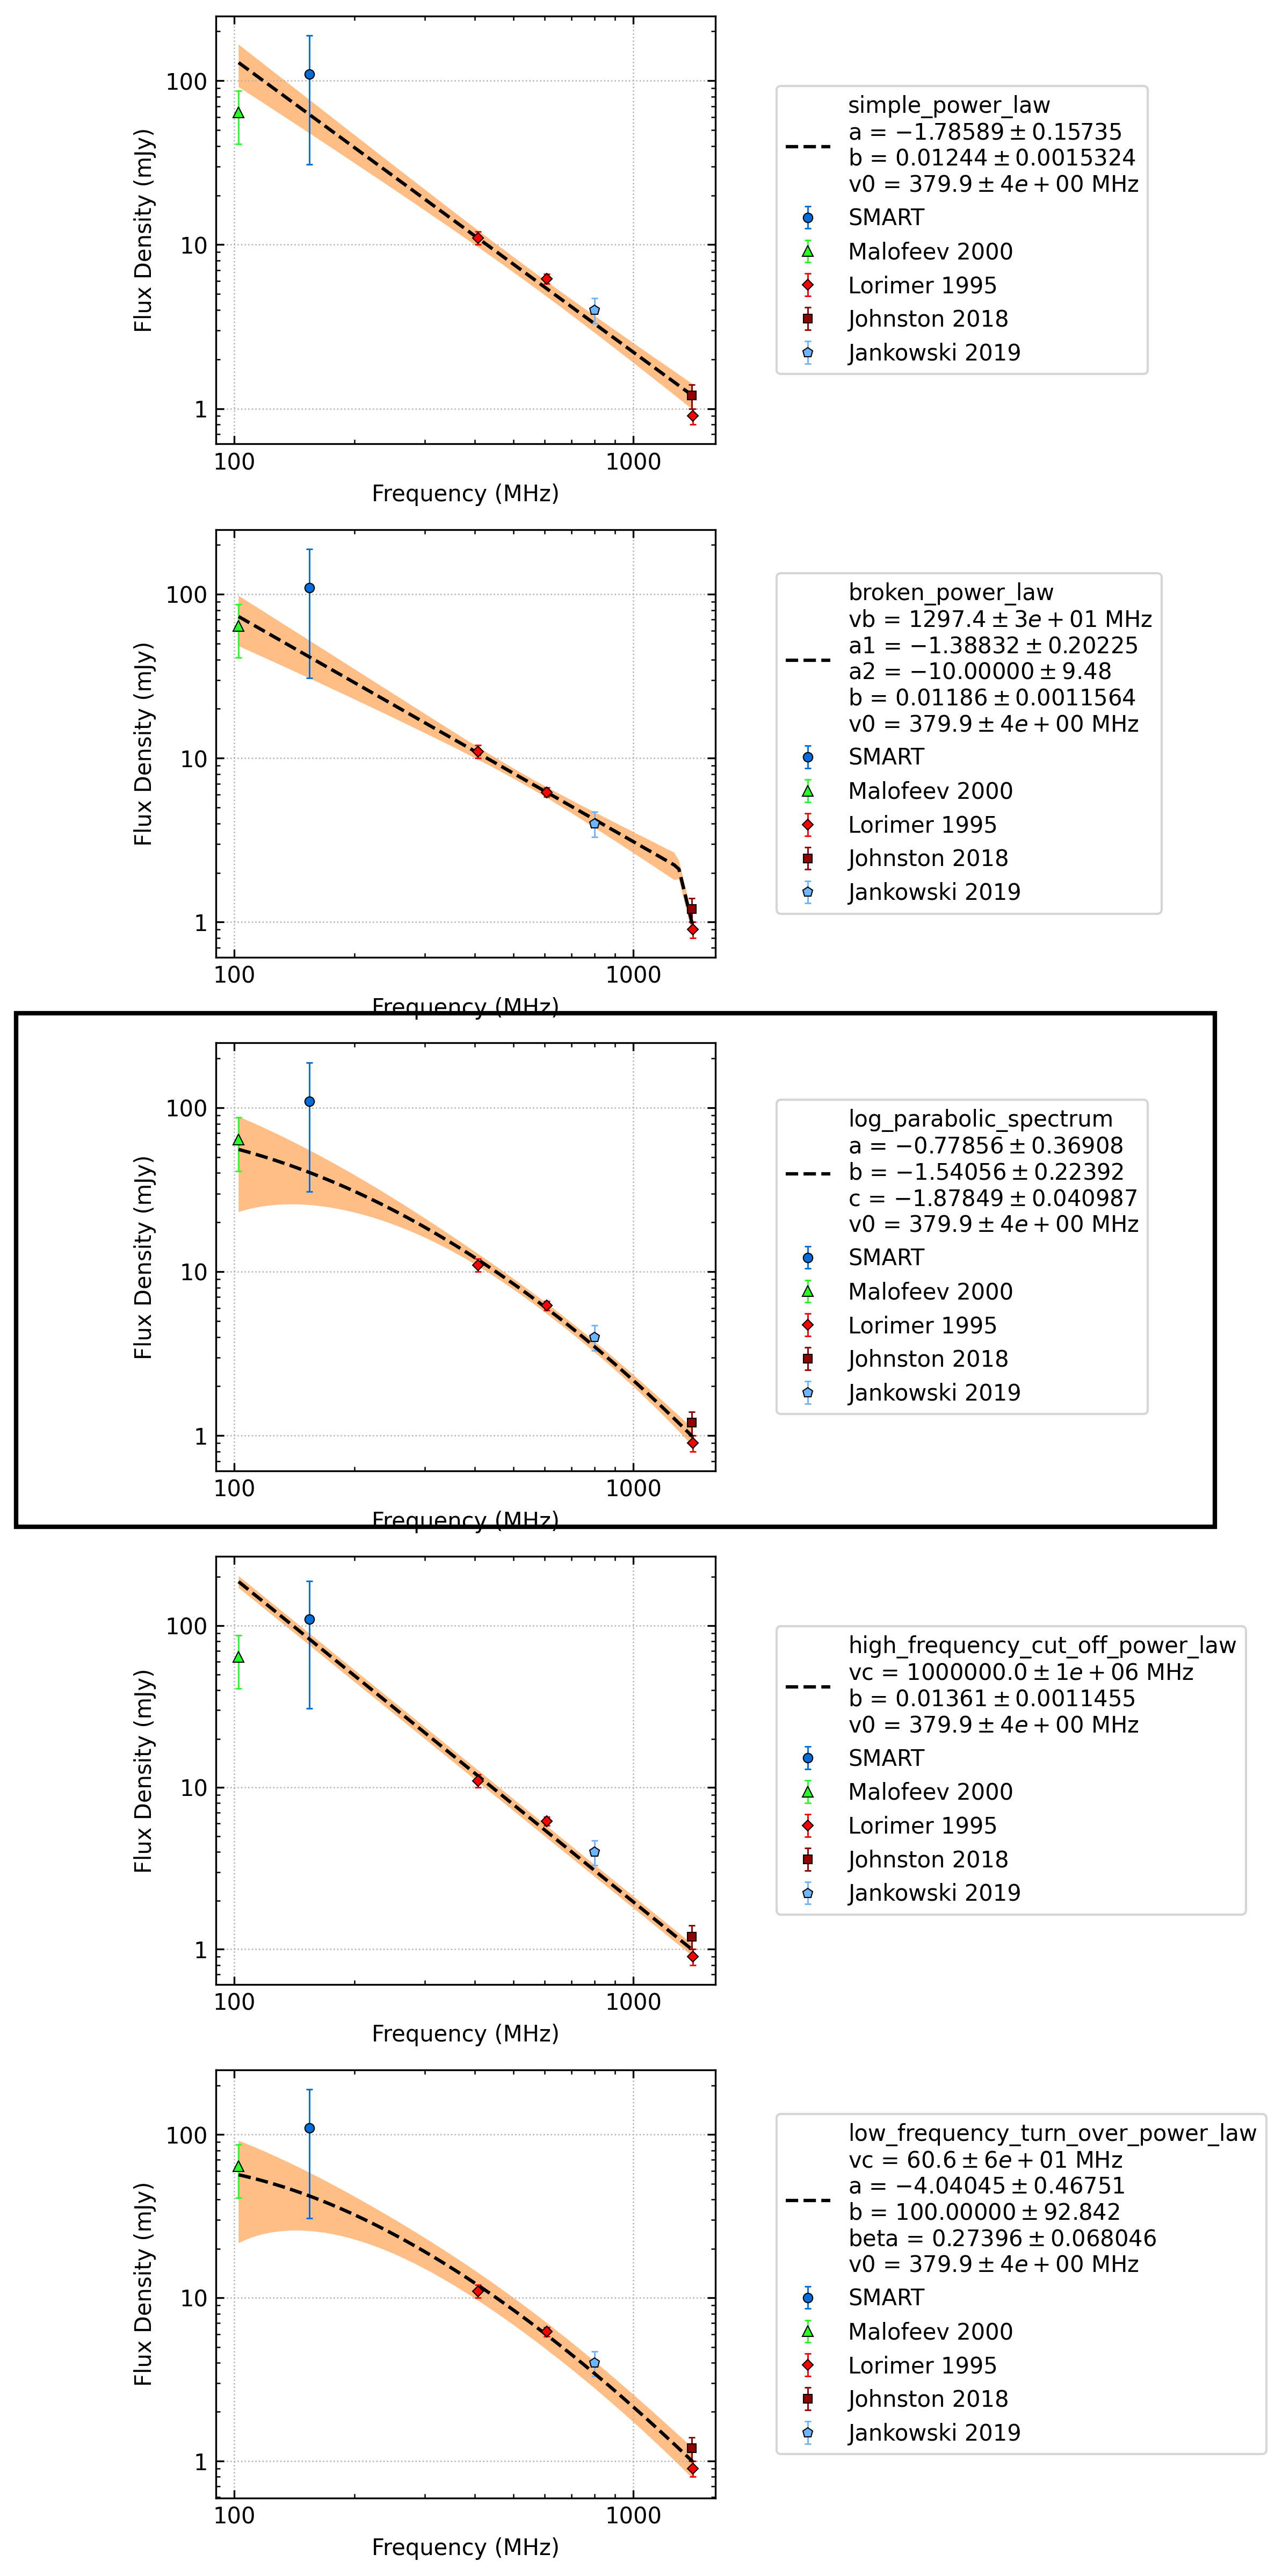 100
10
1
Flux Density (mJy)
100
1000
Frequency (MHz)
simple_power_law
a = −1.78589 ± 0.15735
b = 0.01244 ± 0.0015324
v0 = 379.9 ± 4e + 00 MHz
SMART
Malofeev 2000
Lorimer 1995
Johnston 2018
Jankowski 2019
100
10
1
Flux Density (mJy)
100
1000
Frequency (MHz)
broken_power_law
vb = 1297.4 ± 3e + 01 MHz
a1 = −1.38832 ± 0.20225
a2 = −10.00000 ± 9.48
b = 0.01186 ± 0.0011564
v0 = 379.9 ± 4e + 00 MHz
SMART
Malofeev 2000
Lorimer 1995
Johnston 2018
Jankowski 2019
100
10
1
Flux Density (mJy)
100
1000
Frequency (MHz)
log_parabolic_spectrum
a = −0.77856 ± 0.36908
b = −1.54056 ± 0.22392
c = −1.87849 ± 0.040987
v0 = 379.9 ± 4e + 00 MHz
SMART
Malofeev 2000
Lorimer 1995
Johnston 2018
Jankowski 2019
100
10
1
Flux Density (mJy)
100
1000
Frequency (MHz)
high_frequency_cut_off_power_law
vc = 1000000.0 ± 1e + 06 MHz
b = 0.01361 ± 0.0011455
v0 = 379.9 ± 4e + 00 MHz
SMART
Malofeev 2000
Lorimer 1995
Johnston 2018
Jankowski 2019
100
10
1
Flux Density (mJy)
100
1000
Frequency (MHz)
low_frequency_turn_over_power_law
vc = 60.6 ± 6e + 01 MHz
a = −4.04045 ± 0.46751
b = 100.00000 ± 92.842
beta = 0.27396 ± 0.068046
v0 = 379.9 ± 4e + 00 MHz
SMART
Malofeev 2000
Lorimer 1995
Johnston 2018
Jankowski 2019